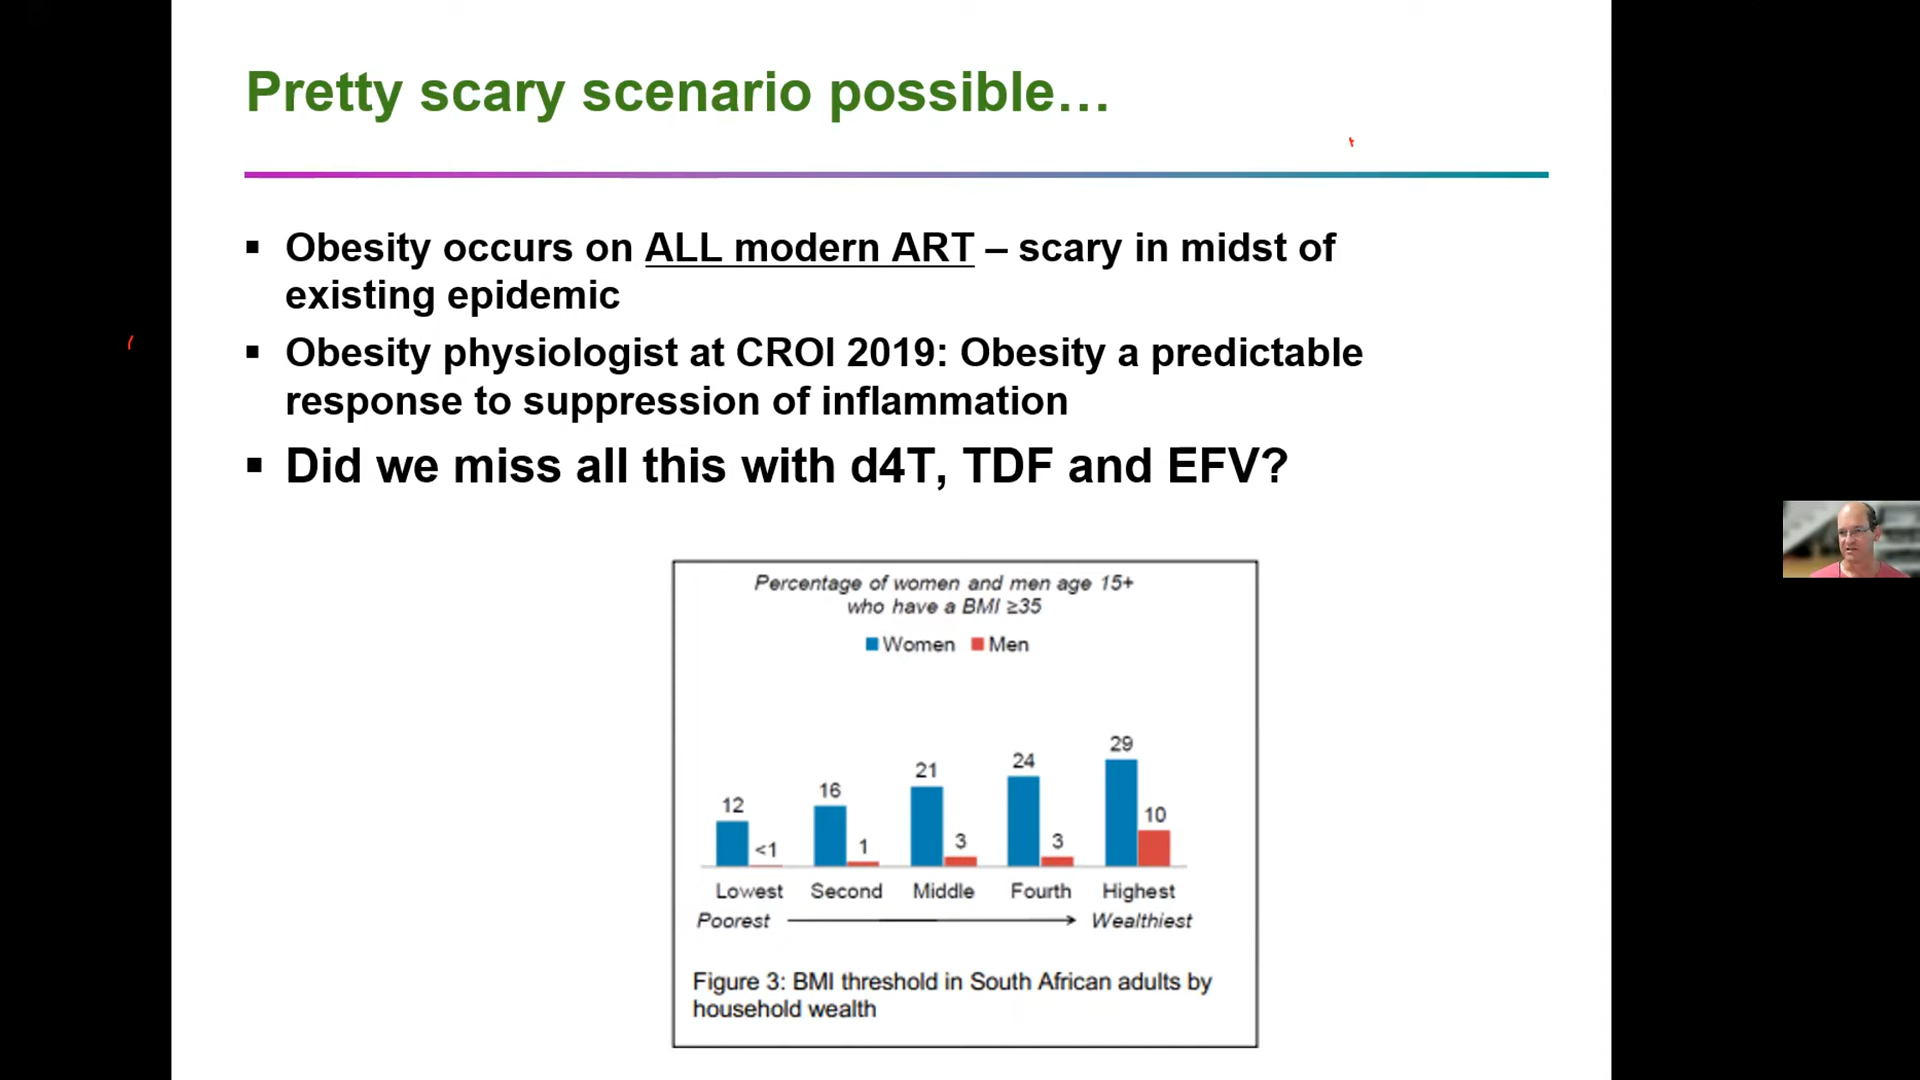 Pretty scary scenario possible…
▪ Obesity occurs on ALL modern ART – scary in midst of
existing epidemic
▪ Obesity physiologist at CROI 2019: Obesity a predictable
response to suppression of inflammation
▪ Did we miss all this with d4T, TDF and EFV?
Percentage of women and men age 15+
who have a BMI ≥35
Women Men
12 <1 16 1 21 3 24 3 29 10
Lowest Second Middle Fourth Highest
Poorest Wealthiest
Figure 3: BMI threshold in South African adults by
household wealth